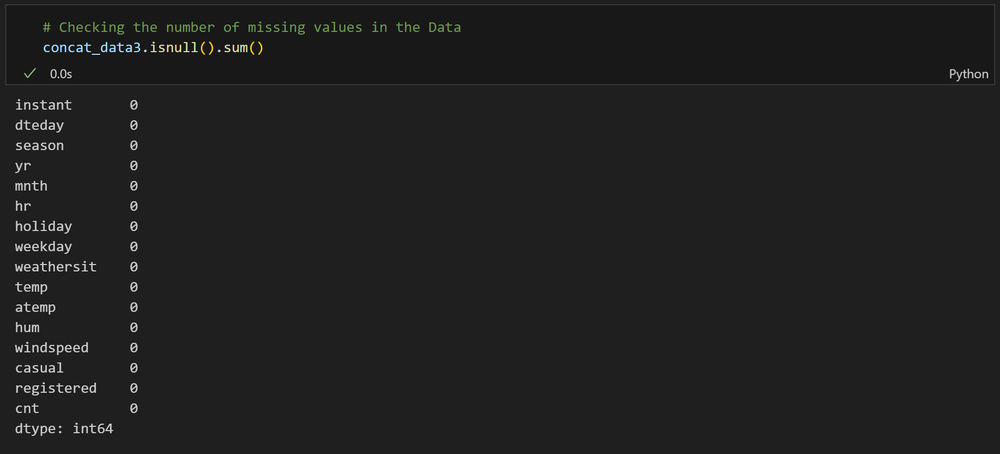 # Checking the number of missing values in the Data
concat_data3.isnull().sum()
0.0s
Python
instant 0
dteday 0
season 0
yr 0
mnth 0
hr 0
holiday 0
weekday 0
weathersit 0
temp 0
atemp 0
hum 0
windspeed 0
casual 0
registered 0
cnt 0
dtype: int64